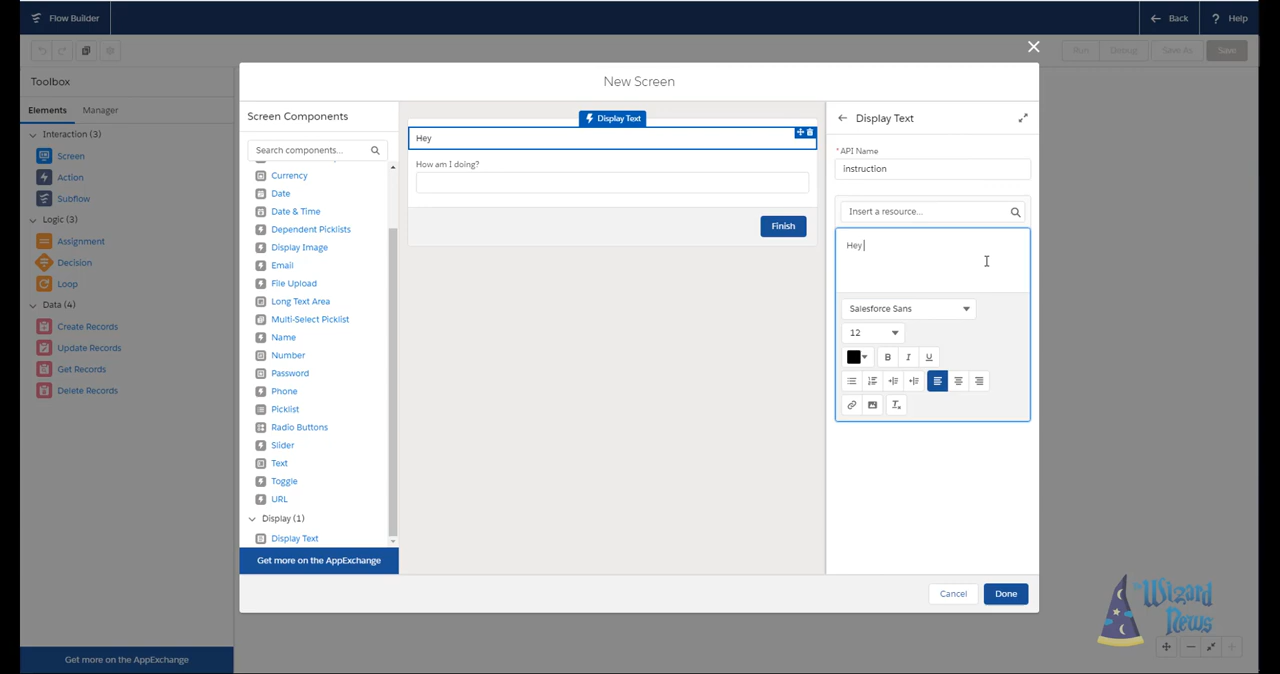 Flow Builder
Back
? Help
Run
Debug
Save As
Save
Toolbox
Elements
Manager
Interaction (3)
Screen
Action
Subflow
Logic (3)
Assignment
Decision
Loop
Data (4)
Create Records
Update Records
Get Records
Delete Records
Get more on the AppExchange
New Screen
Screen Components
Search components...
Currency
Date
Date & Time
Dependent Picklists
Display Image
Email
File Upload
Long Text Area
Multi-Select Picklist
Name
Number
Password
Phone
Picklist
Radio Buttons
Slider
Text
Toggle
URL
Display (1)
Display Text
Get more on the AppExchange
Display Text
Hey
How am I doing?
Finish
Display Text
* API Name
instruction
Insert a resource...
Hey
Salesforce Sans
12
B I U
Cancel
Done
Wizard
News